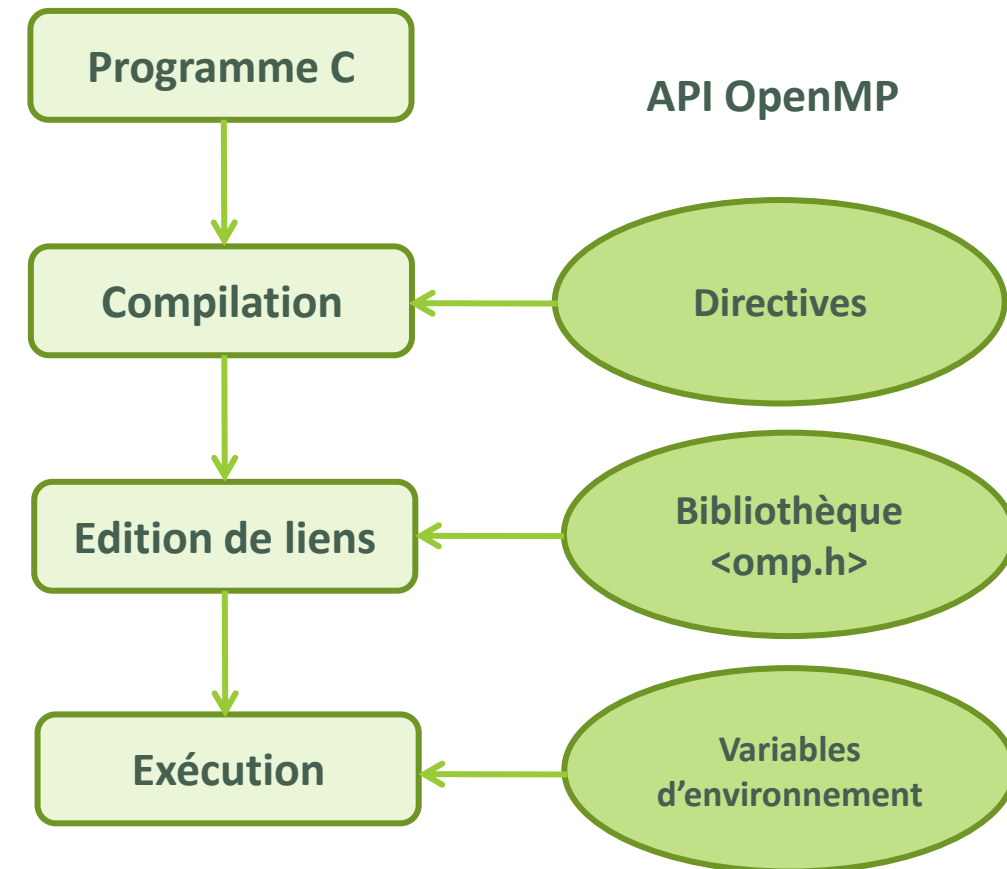 Programme C
API OpenMP
Compilation
Directives
Edition de liens
Bibliothèque
<omp.h>
Exécution
Variables
d’environnement